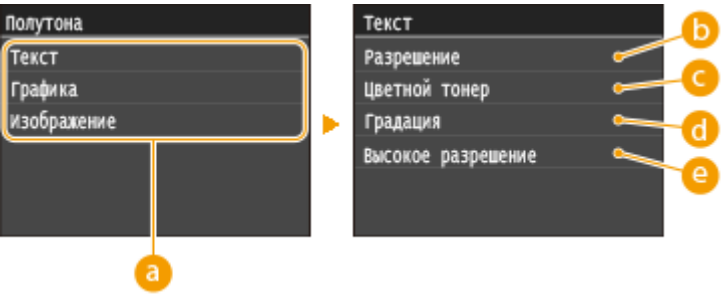 Полутона
Текст
Графика
Изображение
a
Текст
Разрешение
Цветной тонер
Градация
Высокое разрешение
b
c
d
e